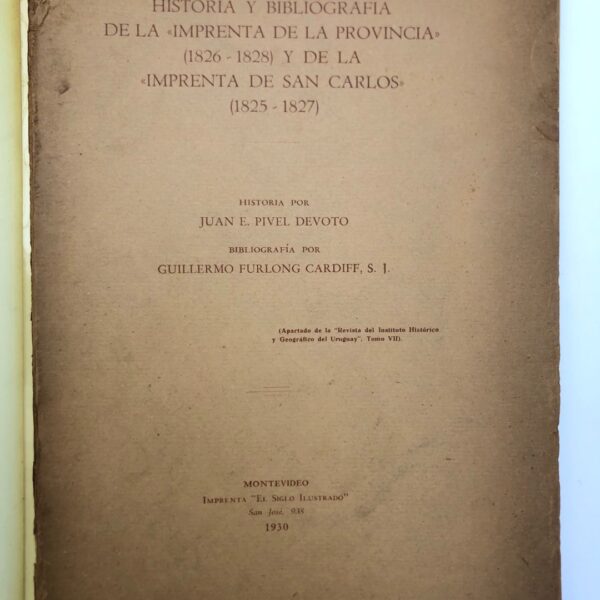 HISTORIA Y BIBLIOGRAFIA
DE LA «IMPRENTA DE LA PROVINCIA»
(1826 - 1828) Y DE LA
«IMPRENTA DE SAN CARLOS»
(1825 - 1827)
HISTORIA POR
JUAN E. PIVEL DEVOTO
BIBLIOGRAFÍA POR
GUILLERMO FURLONG CARDIFF, S. J.
(Apartado de la "Revista del Instituto Histórico
y Geográfico del Uruguay", Tomo VII).
MONTEVIDEO
IMPRENTA "EL SIGLO ILUSTRADO"
San José, 938
1930